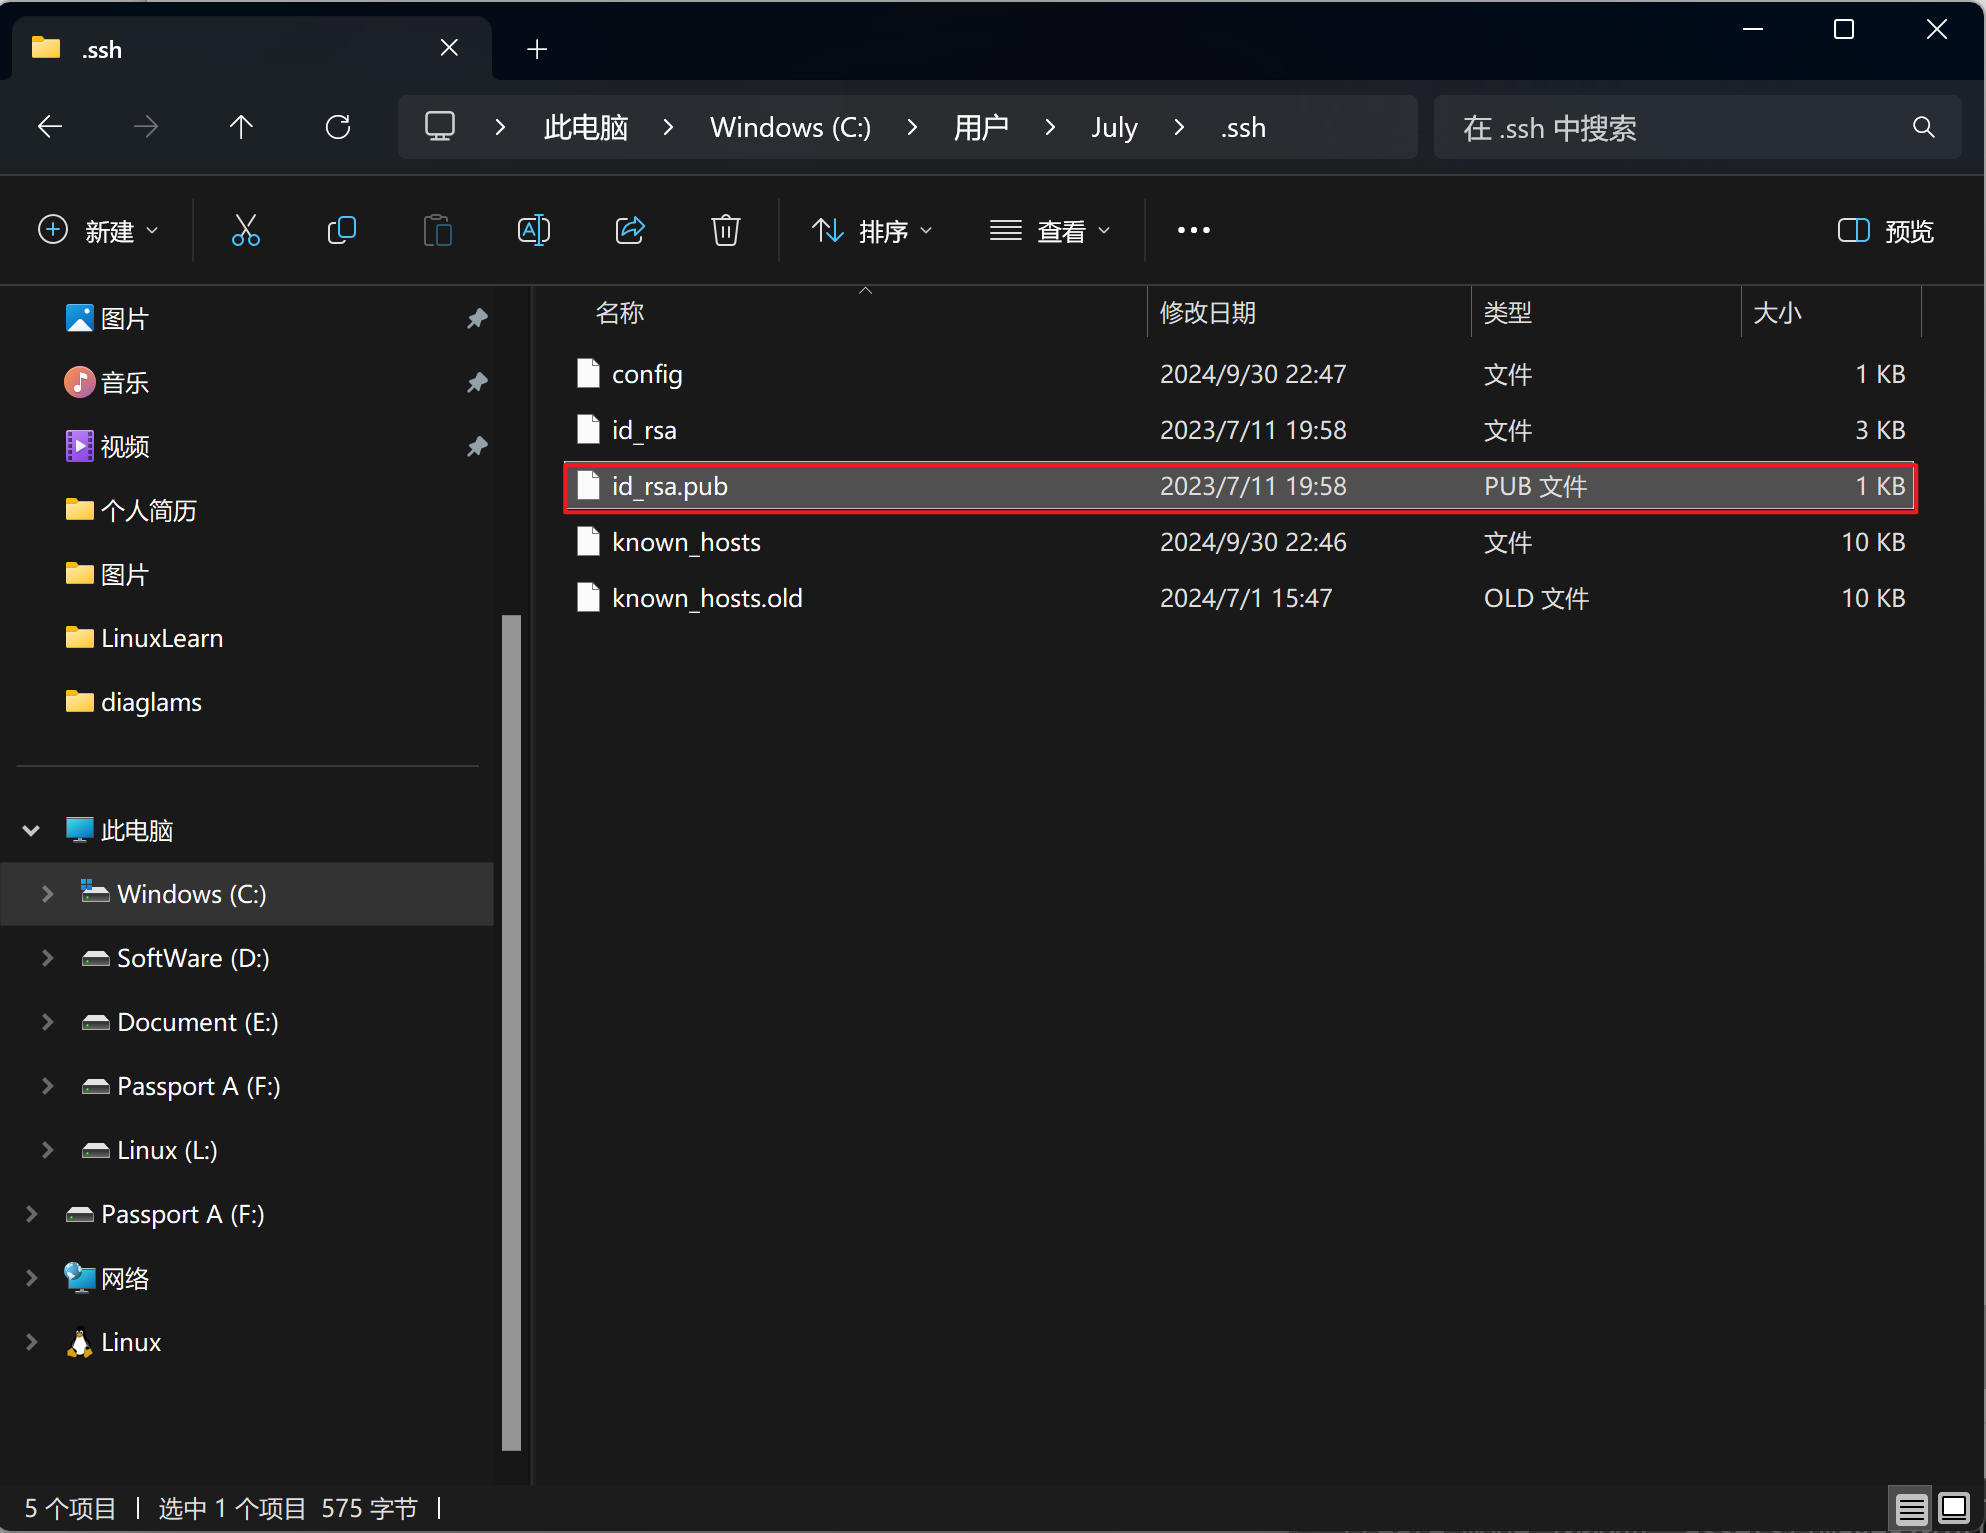 .ssh
此电脑 Windows (C:) 用户 July .ssh 在 .ssh 中搜索
新建 排序 查看 预览
图片
音乐
视频
个人简历
图片
LinuxLearn
diaglams
此电脑
Windows (C:)
SoftWare (D:)
Document (E:)
Passport A (F:)
Linux (L:)
Passport A (F:)
网络
Linux
名称 修改日期 类型 大小
config 2024/9/30 22:47 文件 1 KB
id_rsa 2023/7/11 19:58 文件 3 KB
id_rsa.pub 2023/7/11 19:58 PUB 文件 1 KB
known_hosts 2024/9/30 22:46 文件 10 KB
known_hosts.old 2024/7/1 15:47 OLD 文件 10 KB
5 个项目 选中 1 个项目 575 字节